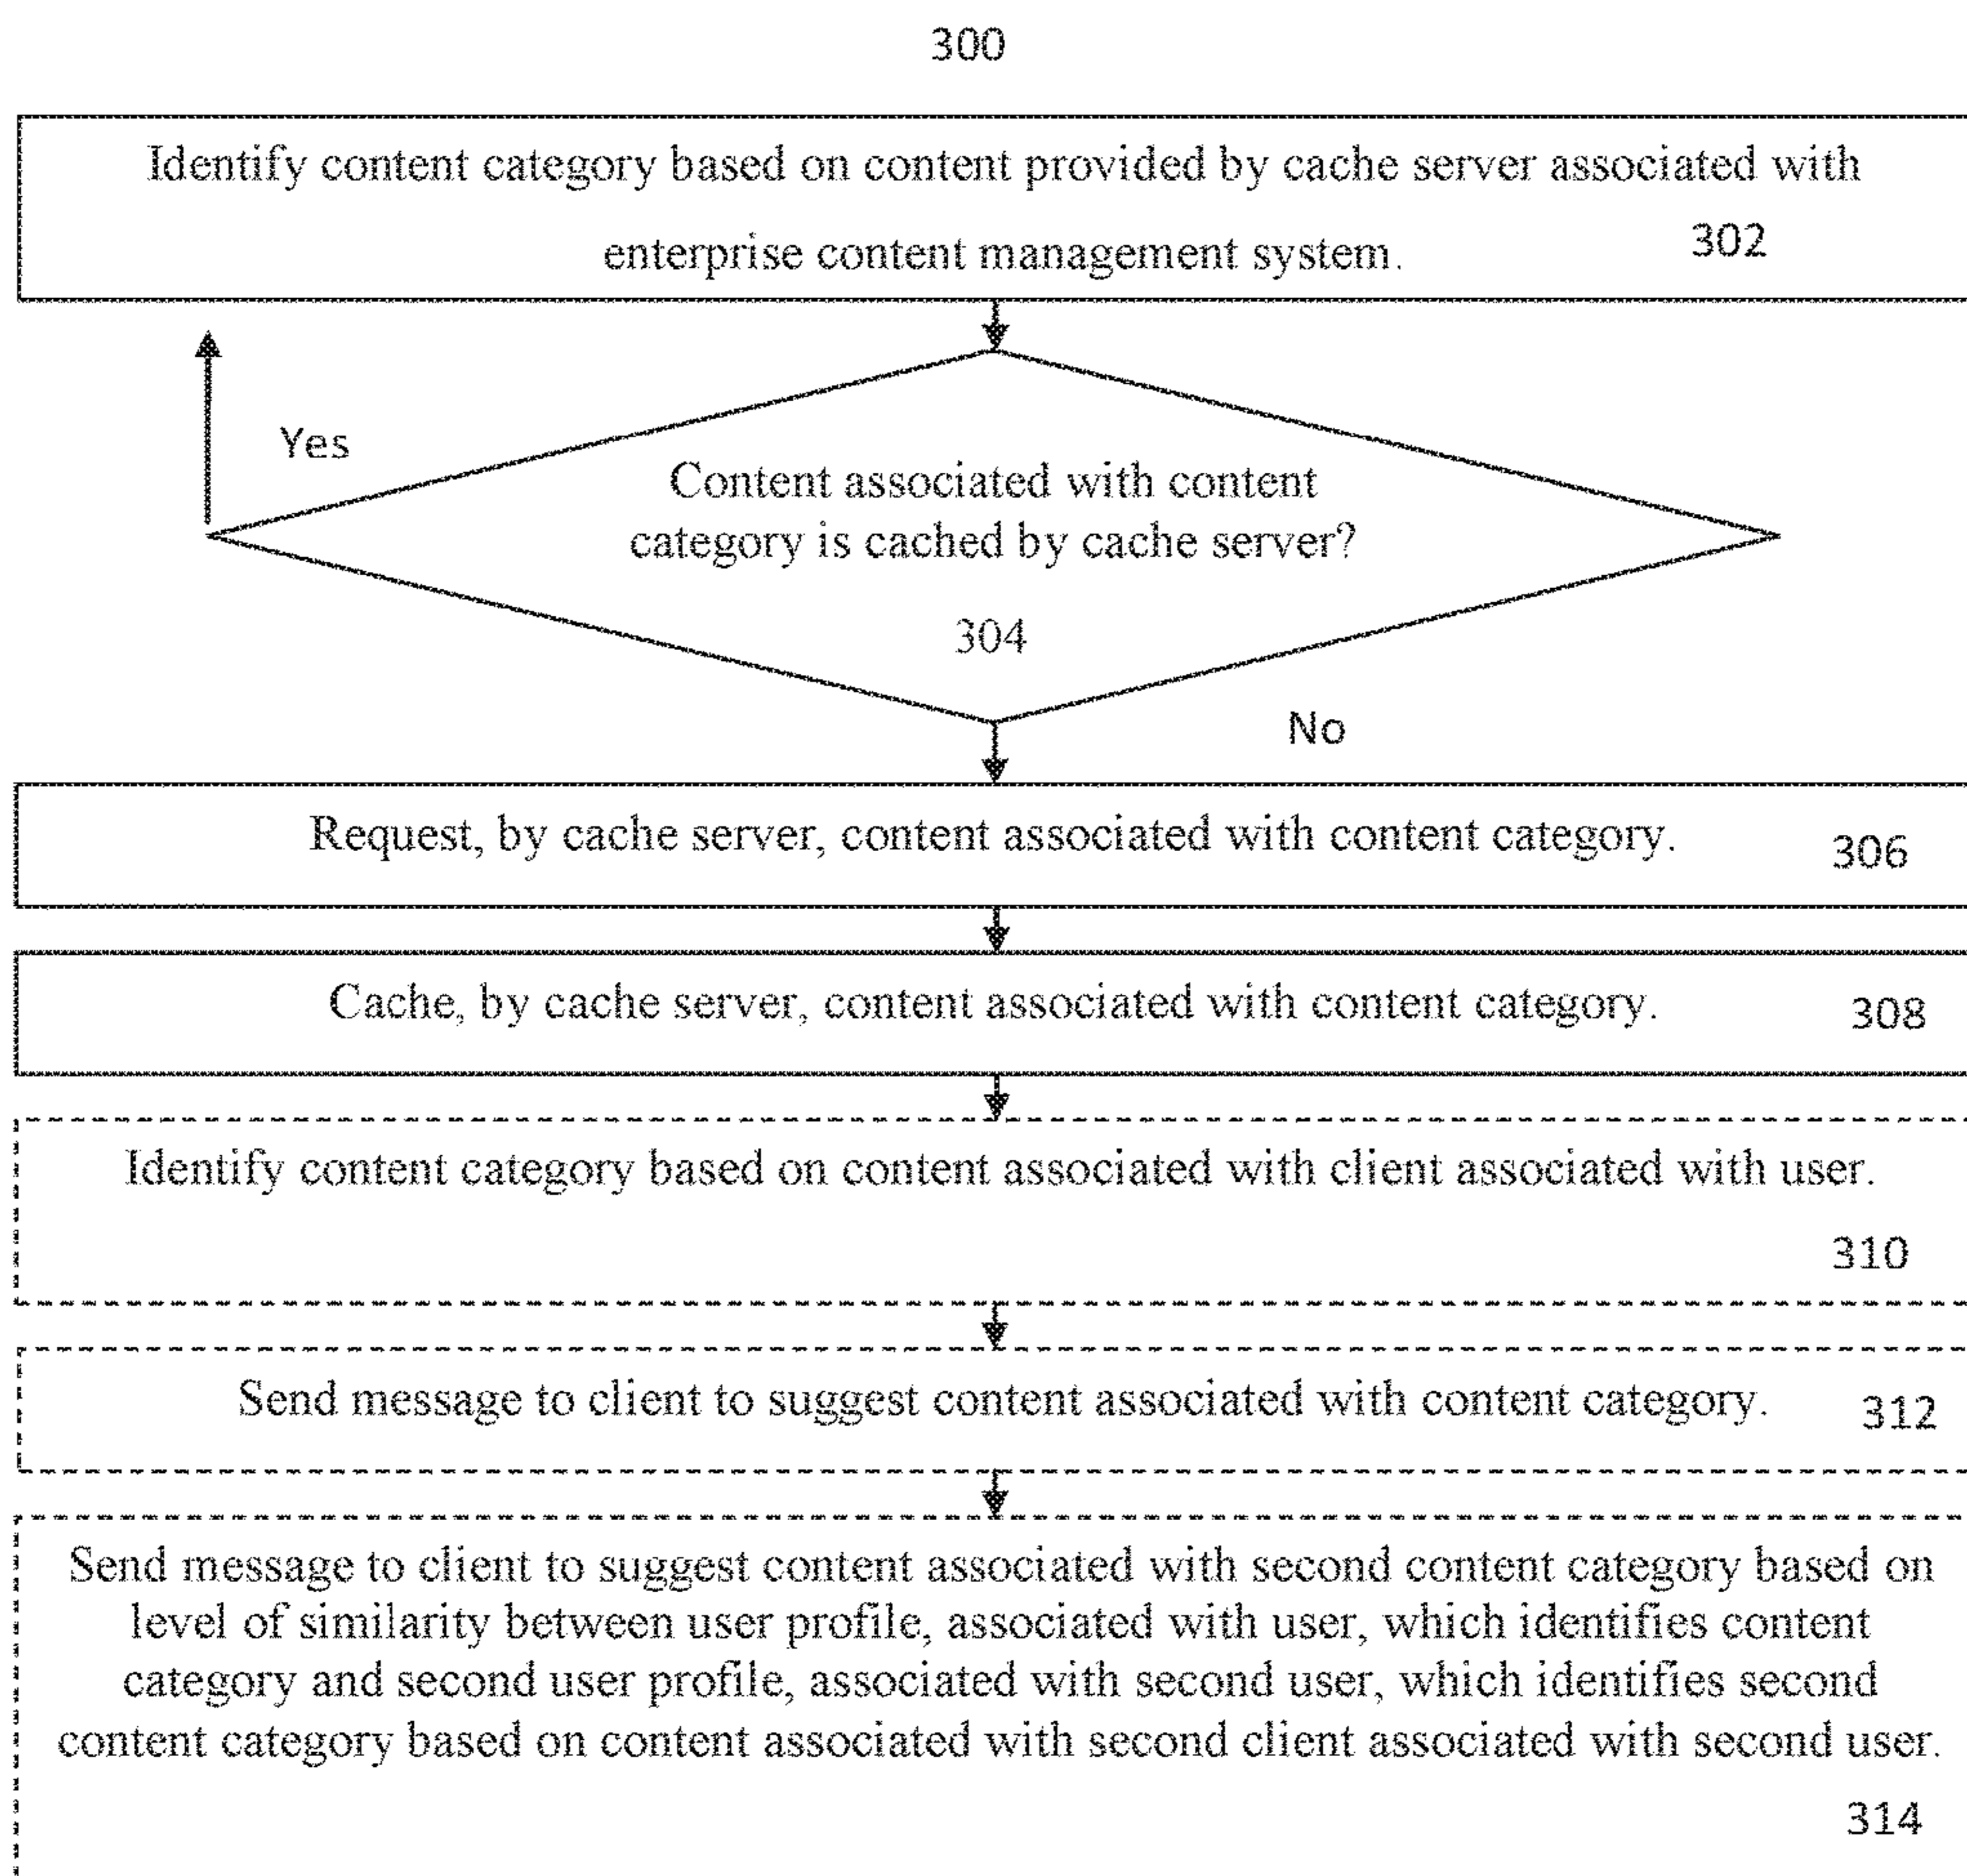 300
Identify content category based on content provided by cache server associated with
enterprise content management system.
302
Yes
Content associated with content
category is cached by cache server?
304
No
Request, by cache server, content associated with content category.
306
Cache, by cache server, content associated with content category.
308
Identify content category based on content associated with client associated with user.
310
Send message to client to suggest content associated with content category.
312
Send message to client to suggest content associated with second content category based on
level of similarity between user profile, associated with user, which identifies content
category and second user profile, associated with second user, which identifies second
content category based on content associated with second client associated with second user.
314